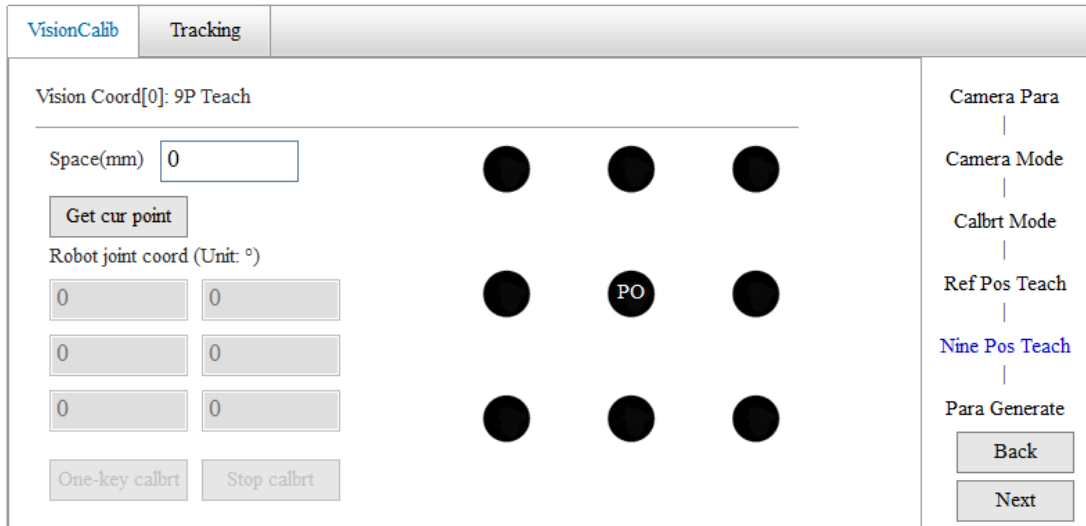 VisionCalib Tracking
Vision Coord[0]: 9P Teach
Space(mm) 0
Get cur point
Robot joint coord (Unit: °)
0 0
0 0
0 0
One-key calbrt Stop calbrt
PO
Camera Para
Camera Mode
Calbrt Mode
Ref Pos Teach
Nine Pos Teach
Para Generate
Back
Next